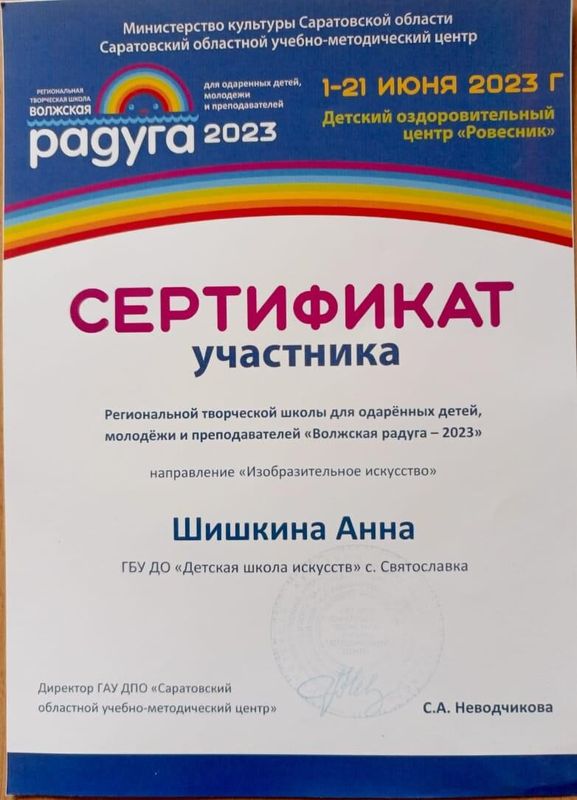 Министерство культуры Саратовской области
Саратовский областной учебно-методический центр
РЕГИОНАЛЬНАЯ
ТВОРЧЕСКАЯ ШКОЛА
ВОЛЖСКАЯ
радуга 2023
для одаренных детей,
молодежи
и преподавателей
1-21 ИЮНЯ 2023 Г
Детский оздоровительный
центр «Ровесник»
СЕРТИФИКАТ
участника
Региональной творческой школы для одарённых детей,
молодёжи и преподавателей «Волжская радуга – 2023»
направление «Изобразительное искусство»
Шишкина Анна
ГБУ ДО «Детская школа искусств» с. Святославка
Директор ГАУ ДПО «Саратовский
областной учебно-методический центр»
С.А. Неводчикова